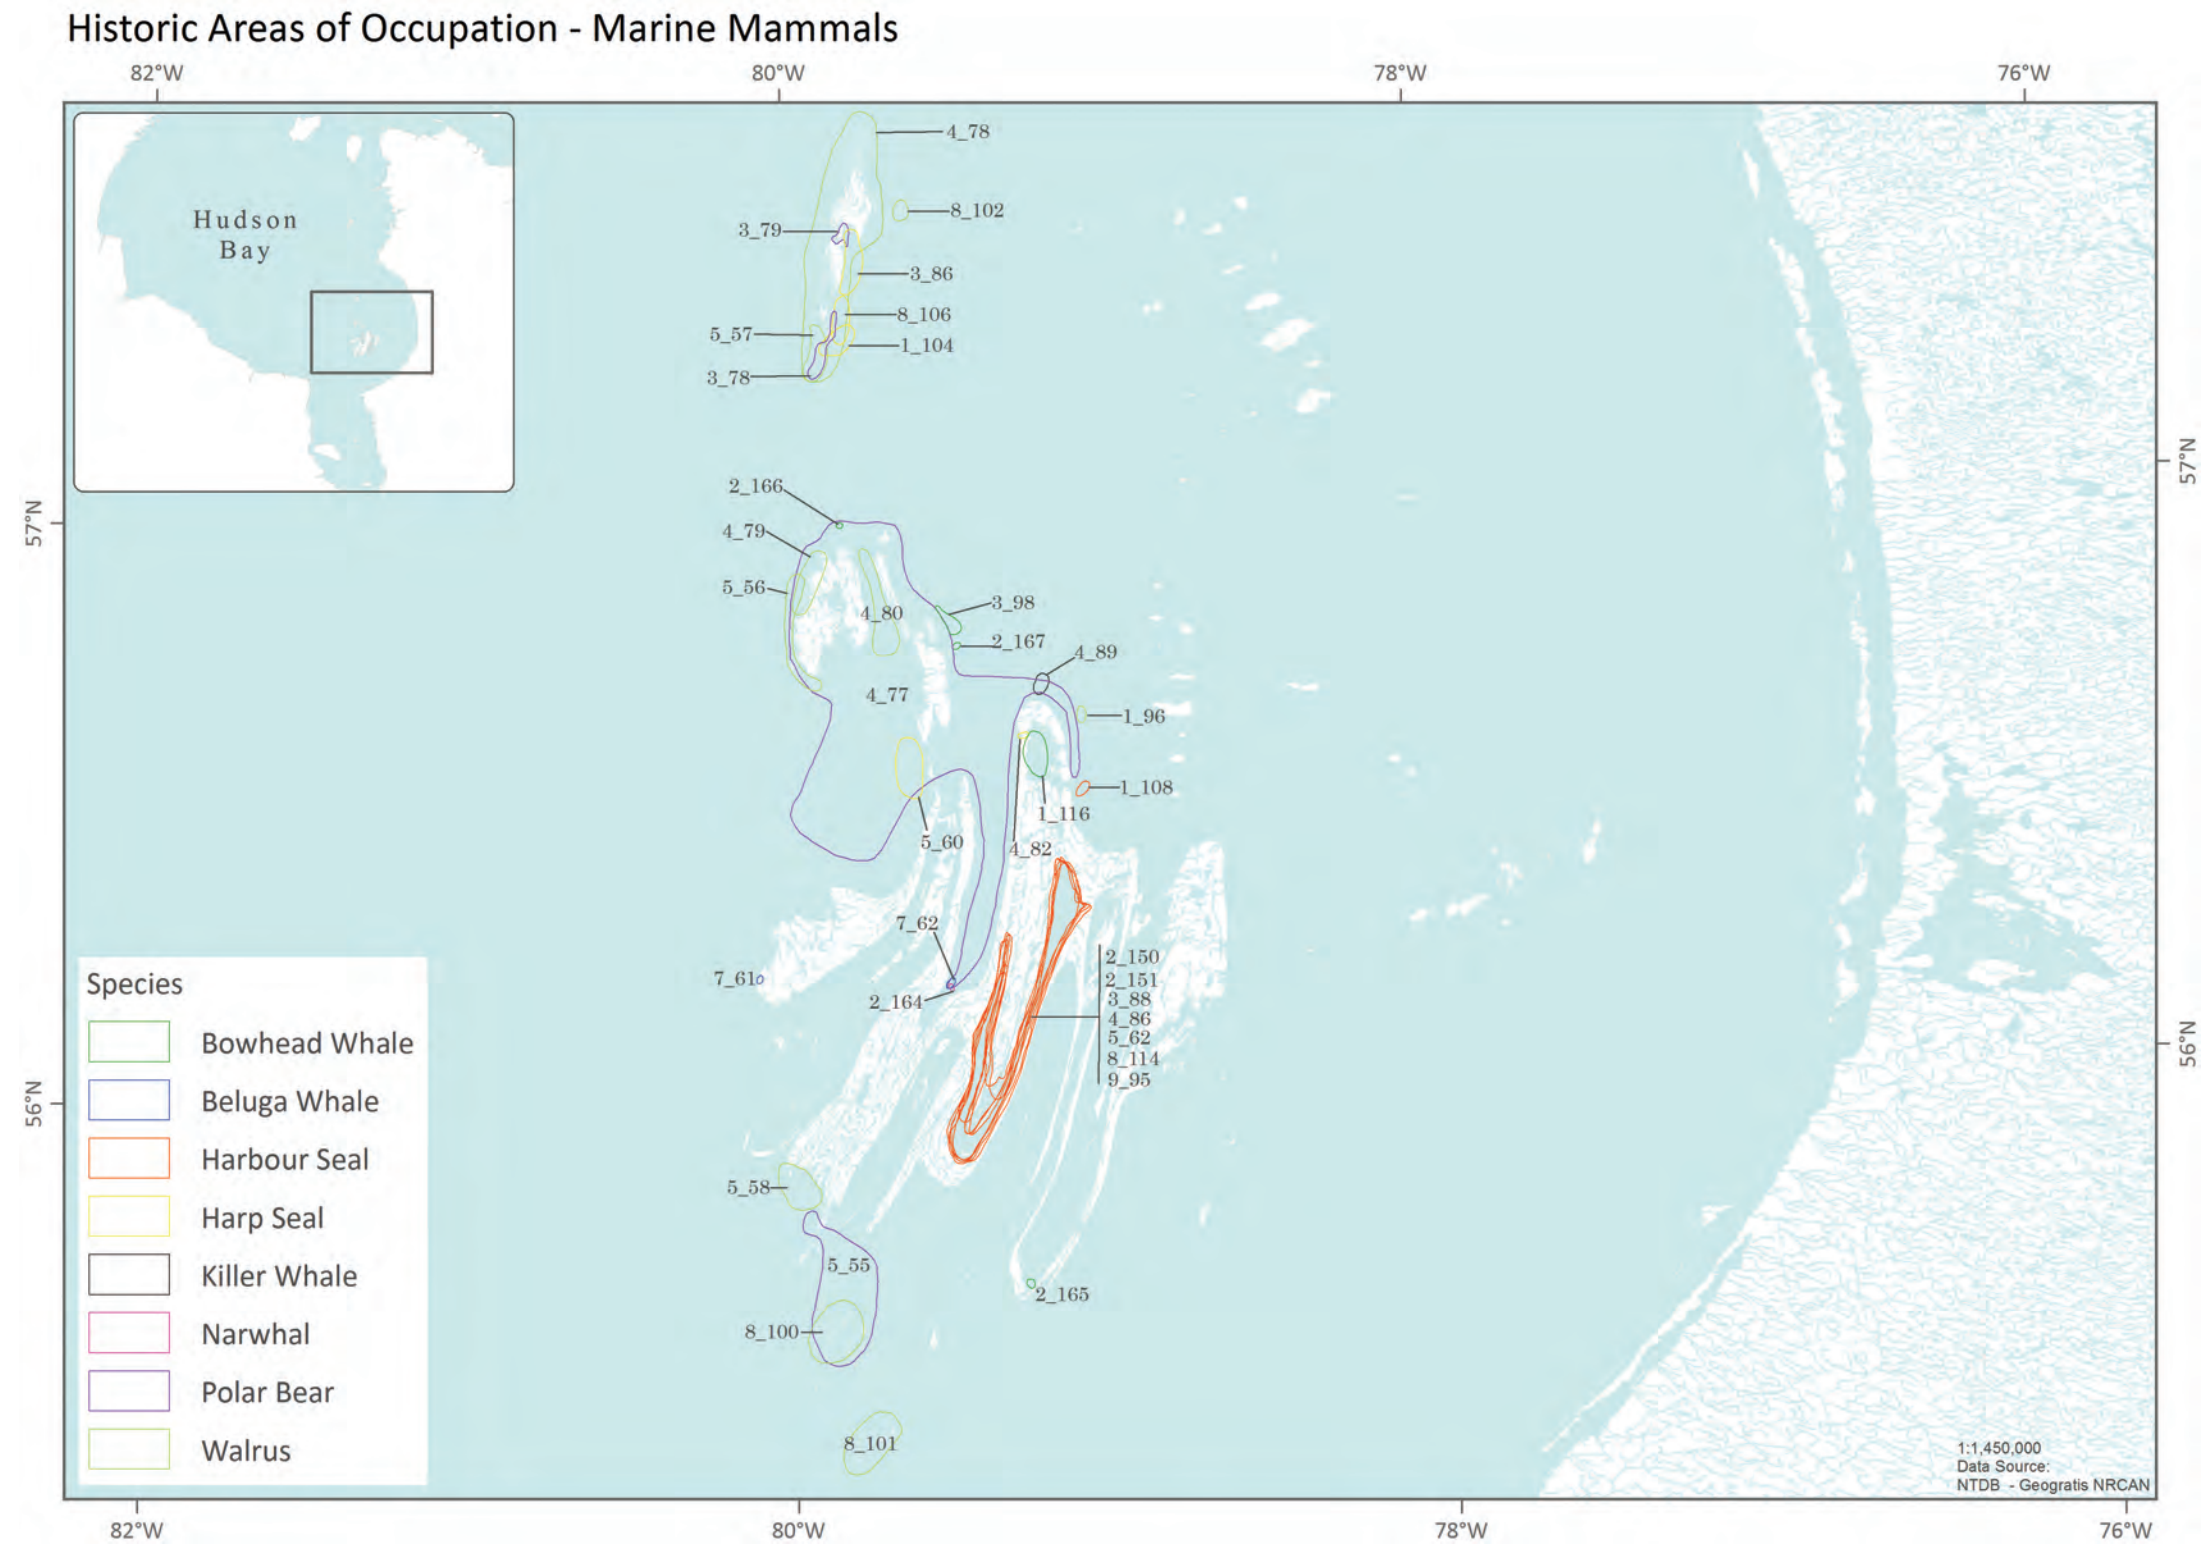 Historic Areas of Occupation - Marine Mammals
82°W
80°W
78°W
76°W
Hudson
Bay
4_78
8_102
3_79
3_86
8_106
5_57
1_104
3_78
57°N
57°N
2_166
4_79
5_56
4_80
3_98
2_167
4_89
4_77
1_96
1_108
1_116
5_60
4_82
7_62
7_61
2_164
2_150
2_151
3_88
4_86
5_62
8_114
9_95
56°N
56°N
5_58
5_55
2_165
8_100
8_101
Species
Bowhead Whale
Beluga Whale
Harbour Seal
Harp Seal
Killer Whale
Narwhal
Polar Bear
Walrus
1:1,450,000
Data Source:
NTDB - Geogratis NRCAN
82°W
80°W
78°W
76°W